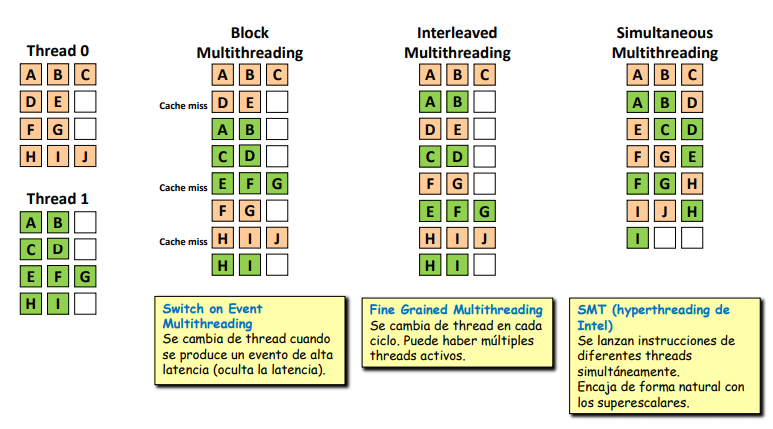 Thread 0
A B C
D E
F G
H I J
Thread 1
A B
C D
E F G
H I
Block
Multithreading
A B C
Cache miss D E
A B
C D
Cache miss E F G
F G
Cache miss H I J
H I
Switch on Event
Multithreading
Se cambia de thread cuando
se produce un evento de alta
latencia (oculta la latencia).
Interleaved
Multithreading
A B C
A B
D E
C D
F G
E F G
H I J
H I
Fine Grained Multithreading
Se cambia de thread en cada
ciclo. Puede haber múltiples
threads activos.
Simultaneous
Multithreading
A B C
A B D
E C D
F G E
F G H
I J H
I
SMT (hyperthreading de
Intel)
Se lanzan instrucciones de
diferentes threads
simultáneamente.
Encaja de forma natural con
los superescalares.